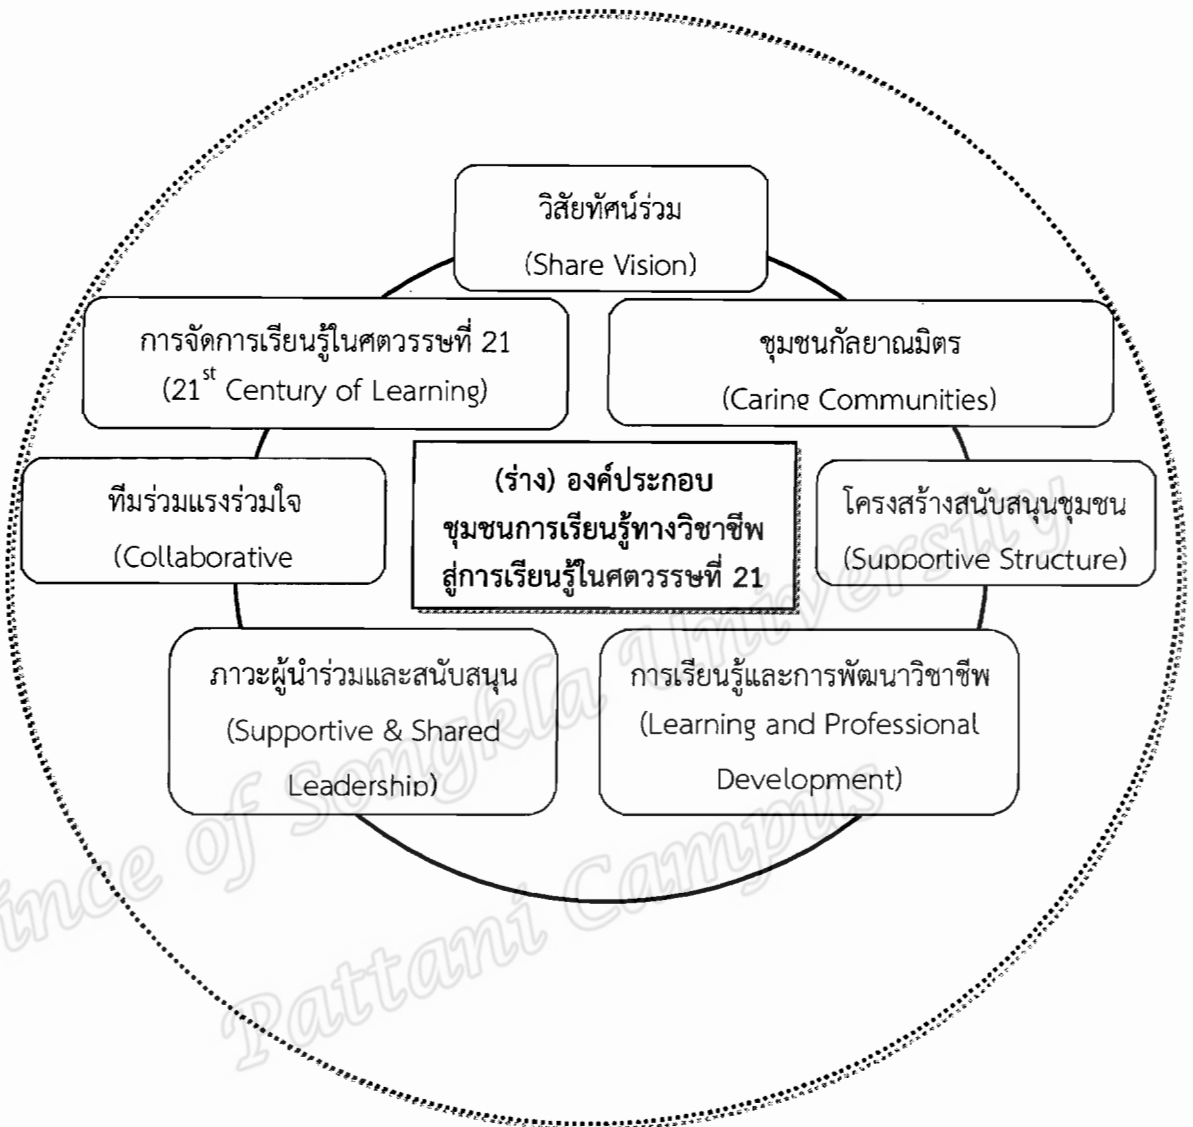 วิสัยทัศน์ร่วม
(Share Vision)
การจัดการเรียนรู้ในศตวรรษที่ 21
(21st Century of Learning)
ชุมชนกัลยาณมิตร
(Caring Communities)
ทีมร่วมแรงร่วมใจ
(Collaborative
(ร่าง) องค์ประกอบ
ชุมชนการเรียนรู้ทางวิชาชีพ
สู่การเรียนรู้ในศตวรรษที่ 21
โครงสร้างสนับสนุนชุมชน
(Supportive Structure)
ภาวะผู้นำร่วมและสนับสนุน
(Supportive & Shared
Leadership)
การเรียนรู้และการพัฒนาวิชาชีพ
(Learning and Professional
Development)
ince of Songkla University
Pattani Campus